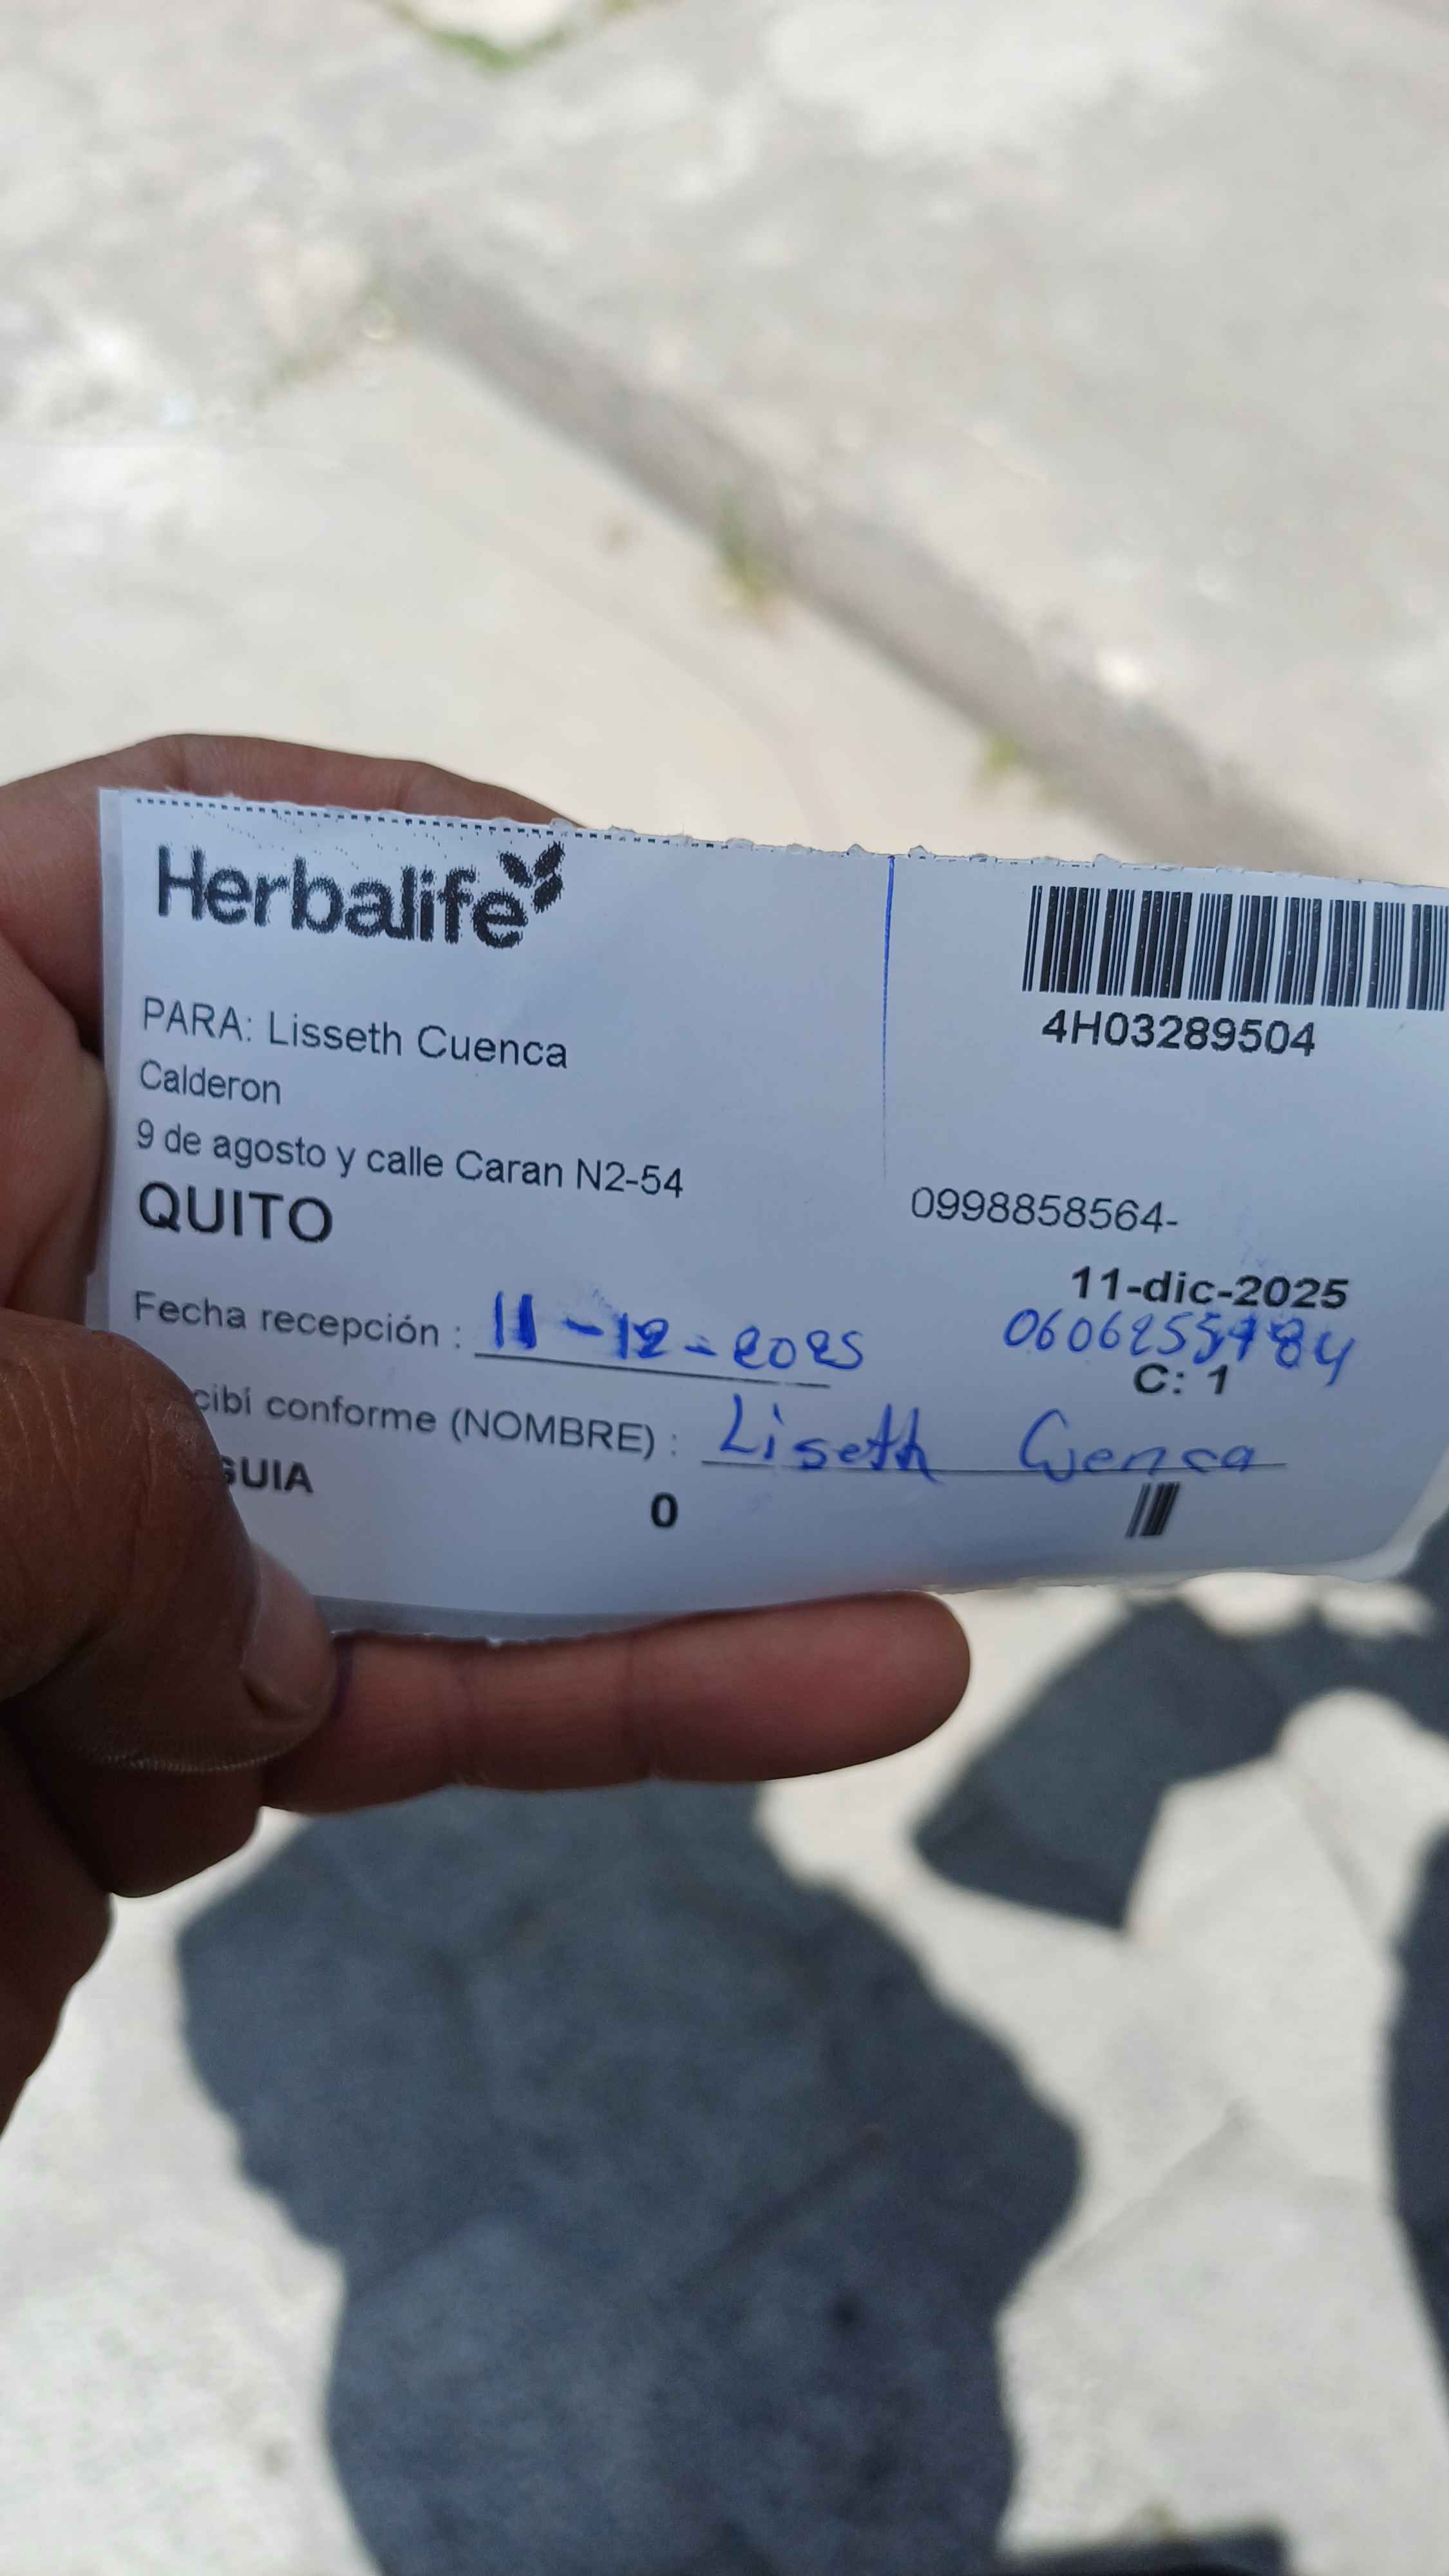 Herbalife
4H03289504
PARA: Lisseth Cuenca
Calderon
9 de agosto y calle Caran N2-54
QUITO
0998858564-
11-dic-2025
Fecha recepción : 11-12-2025
C: 1
cibí conforme (NOMBRE) : Liseth Cuenca
GUIA
0